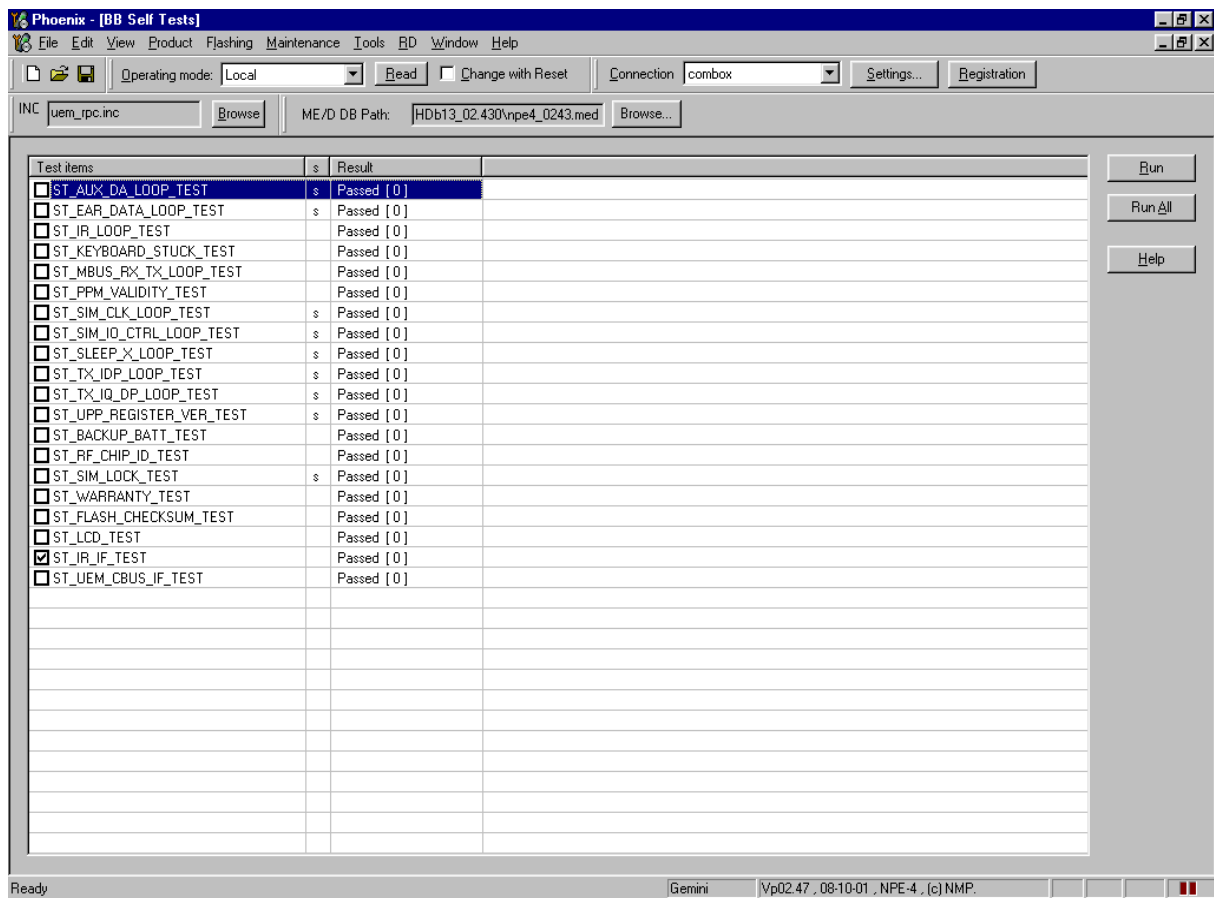 Phoenix - [BB Self Tests]
File Edit View Product Flashing Maintenance Tools RD Window Help
Operating mode: Local Read Change with Reset Connection combox Settings... Registration
INC uem_rpc.inc Browse ME/D DB Path: HDb13_02.430\npe4_0243.med Browse...
Test items s Result
Run
ST_AUX_DA_LOOP_TEST s Passed [ 0 ]
ST_EAR_DATA_LOOP_TEST s Passed [ 0 ]
Run All
ST_IR_LOOP_TEST Passed [ 0 ]
ST_KEYBOARD_STUCK_TEST Passed [ 0 ]
Help
ST_MBUS_RX_TX_LOOP_TEST Passed [ 0 ]
ST_PPM_VALIDITY_TEST Passed [ 0 ]
ST_SIM_CLK_LOOP_TEST s Passed [ 0 ]
ST_SIM_IO_CTRL_LOOP_TEST s Passed [ 0 ]
ST_SLEEP_X_LOOP_TEST s Passed [ 0 ]
ST_TX_IDP_LOOP_TEST s Passed [ 0 ]
ST_TX_IQ_DP_LOOP_TEST s Passed [ 0 ]
ST_UPP_REGISTER_VER_TEST s Passed [ 0 ]
ST_BACKUP_BATT_TEST Passed [ 0 ]
ST_RF_CHIP_ID_TEST Passed [ 0 ]
ST_SIM_LOCK_TEST s Passed [ 0 ]
ST_WARRANTY_TEST Passed [ 0 ]
ST_FLASH_CHECKSUM_TEST Passed [ 0 ]
ST_LCD_TEST Passed [ 0 ]
ST_IR_IF_TEST Passed [ 0 ]
ST_UEM_CBUS_IF_TEST Passed [ 0 ]
Ready Gemini Vp02.47 , 08-10-01 , NPE-4 , (c) NMP.